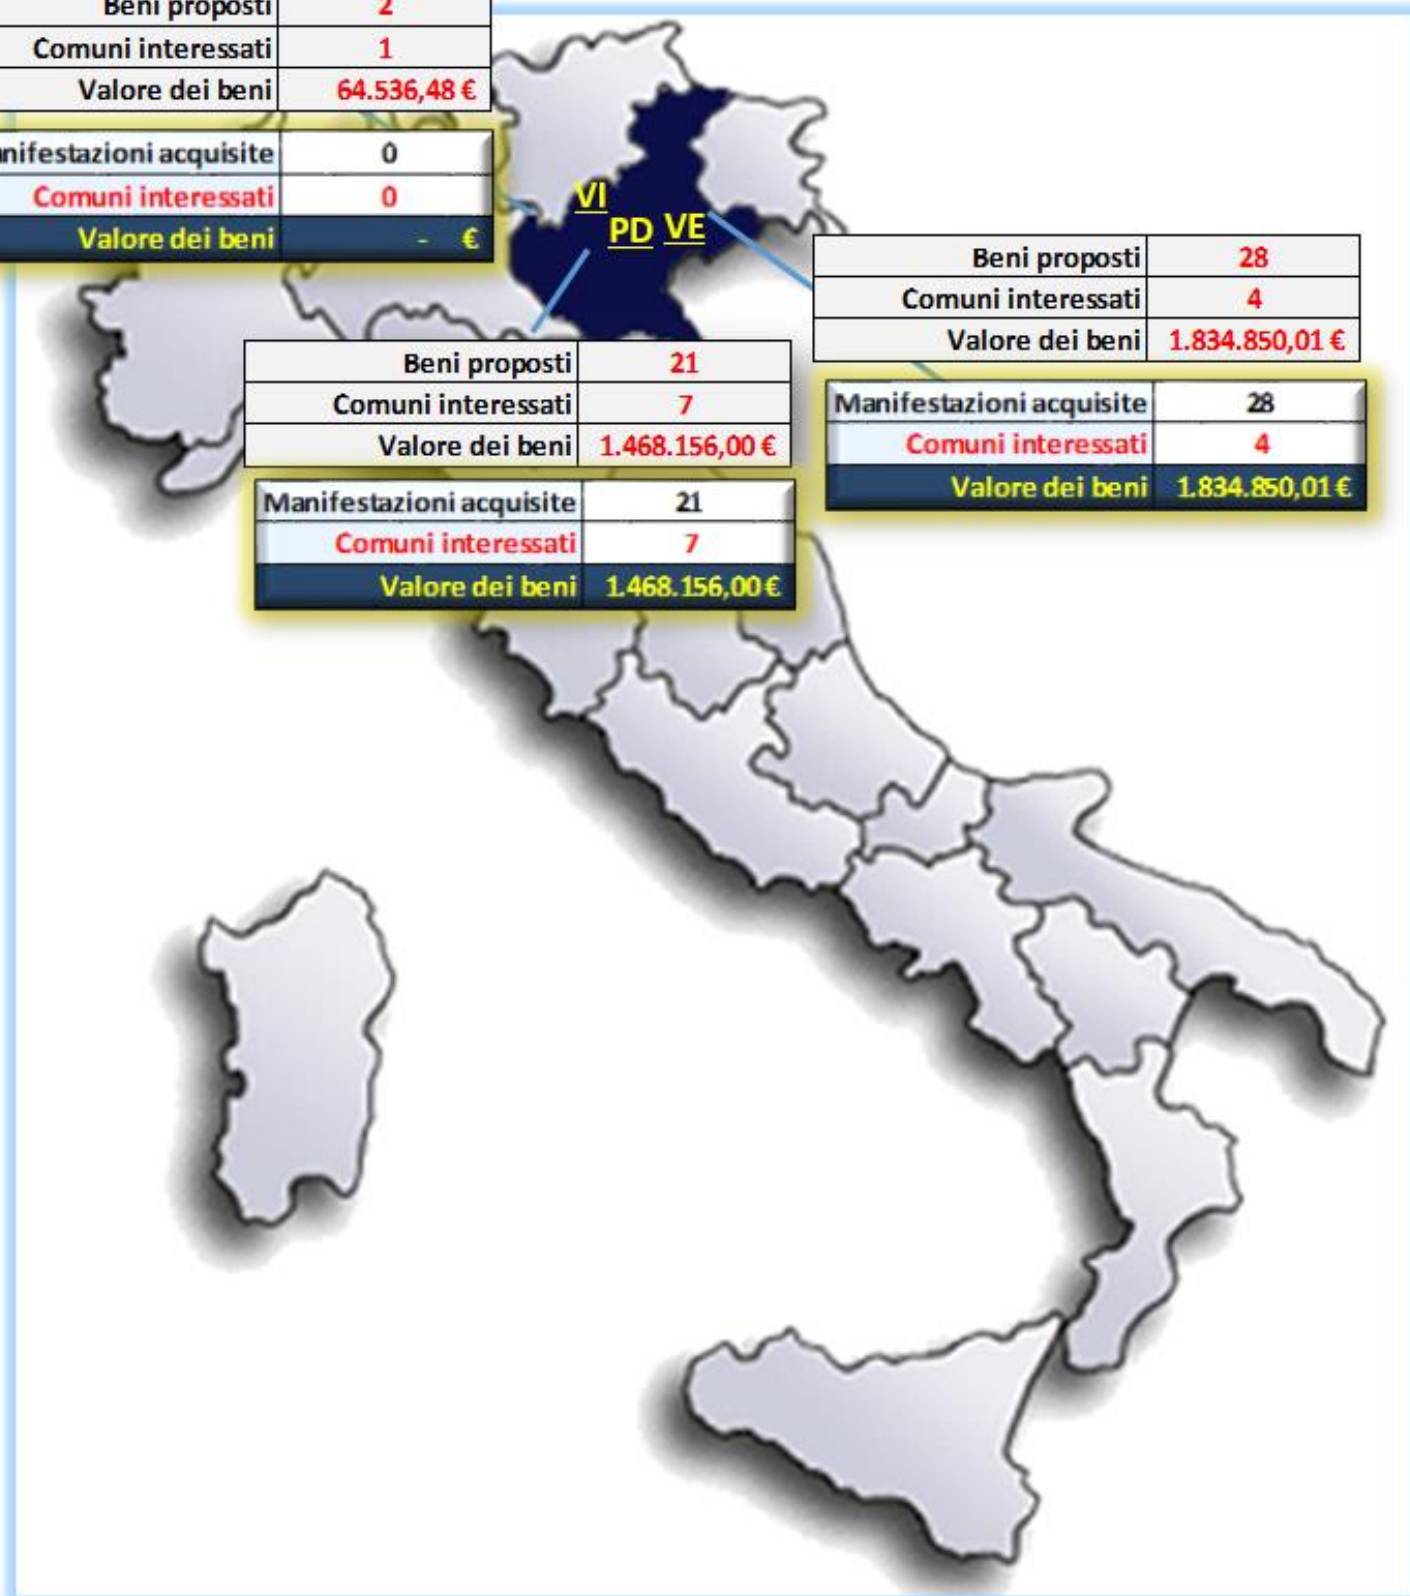 Beni proposti 2
Comuni interessati 1
Valore dei beni 64.536,48 €
nifestazioni acquisite 0
Comuni interessati 0
Valore dei beni - €
VI
PD VE
Beni proposti 28
Comuni interessati 4
Valore dei beni 1.834.850,01 €
Manifestazioni acquisite 28
Comuni interessati 4
Valore dei beni 1.834.850,01 €
Beni proposti 21
Comuni interessati 7
Valore dei beni 1.468.156,00 €
Manifestazioni acquisite 21
Comuni interessati 7
Valore dei beni 1.468.156,00 €